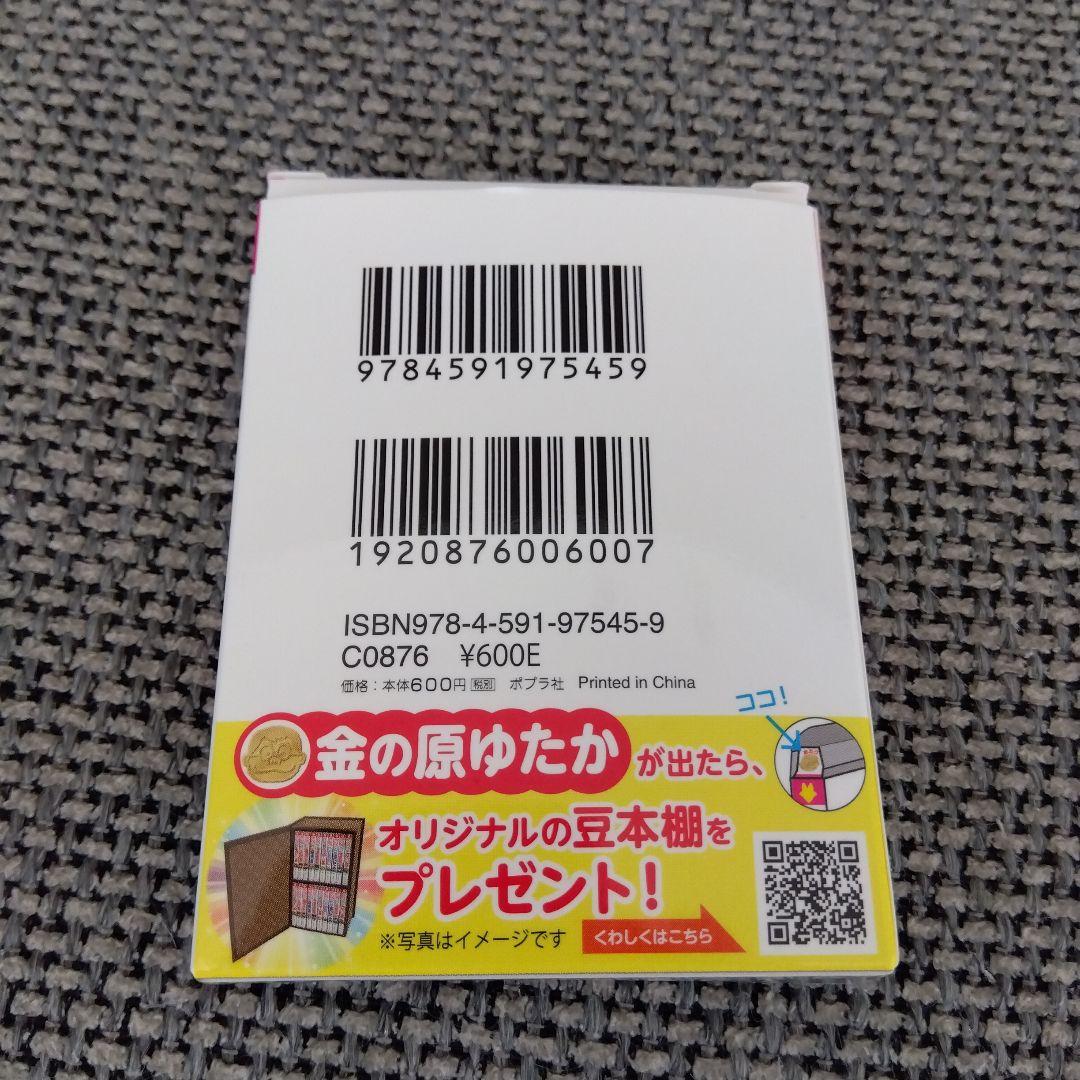 9784591975459
1920876006007
ISBN978-4-591-97545-9
C0876 ¥600E
価格：本体600円 税別 ポプラ社 Printed in China
ココ！
金の原ゆたかが出たら、
オリジナルの豆本棚を
プレゼント！
※写真はイメージです
くわしくはこちら